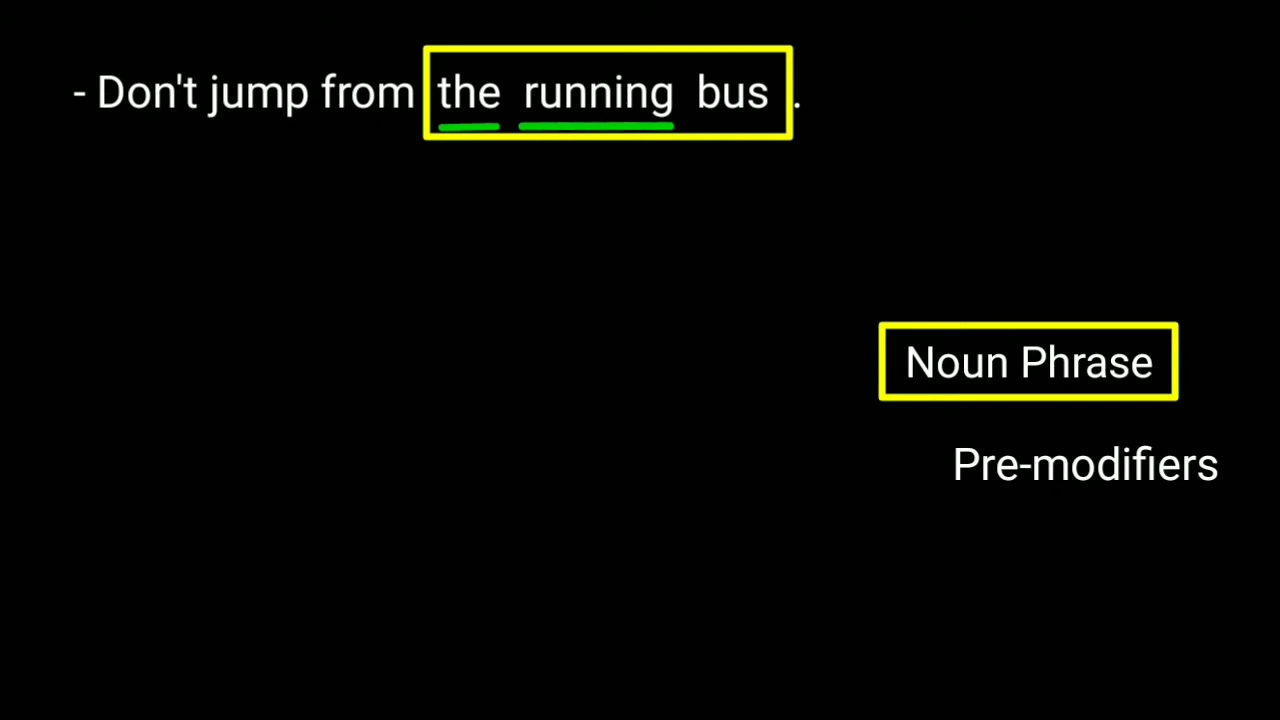 - Don't jump from the running bus .
Noun Phrase
Pre-modifiers